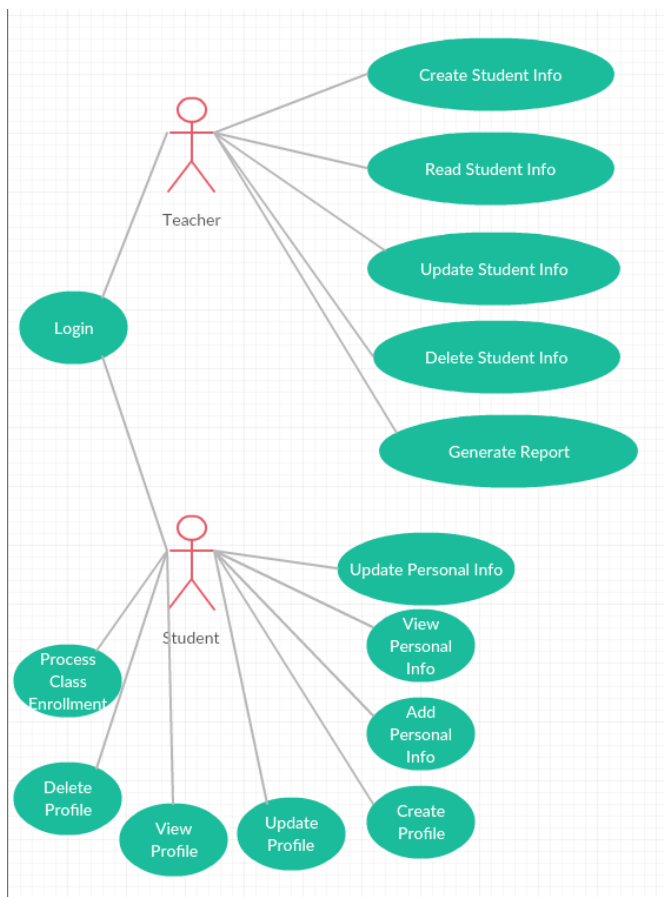 Create Student Info
Read Student Info
Teacher
Update Student Info
Login
Delete Student Info
Generate Report
Update Personal Info
Student
View
Personal
Info
Process
Class
Enrollment
Add
Personal
Info
Delete
Profile
View
Profile
Update
Profile
Create
Profile